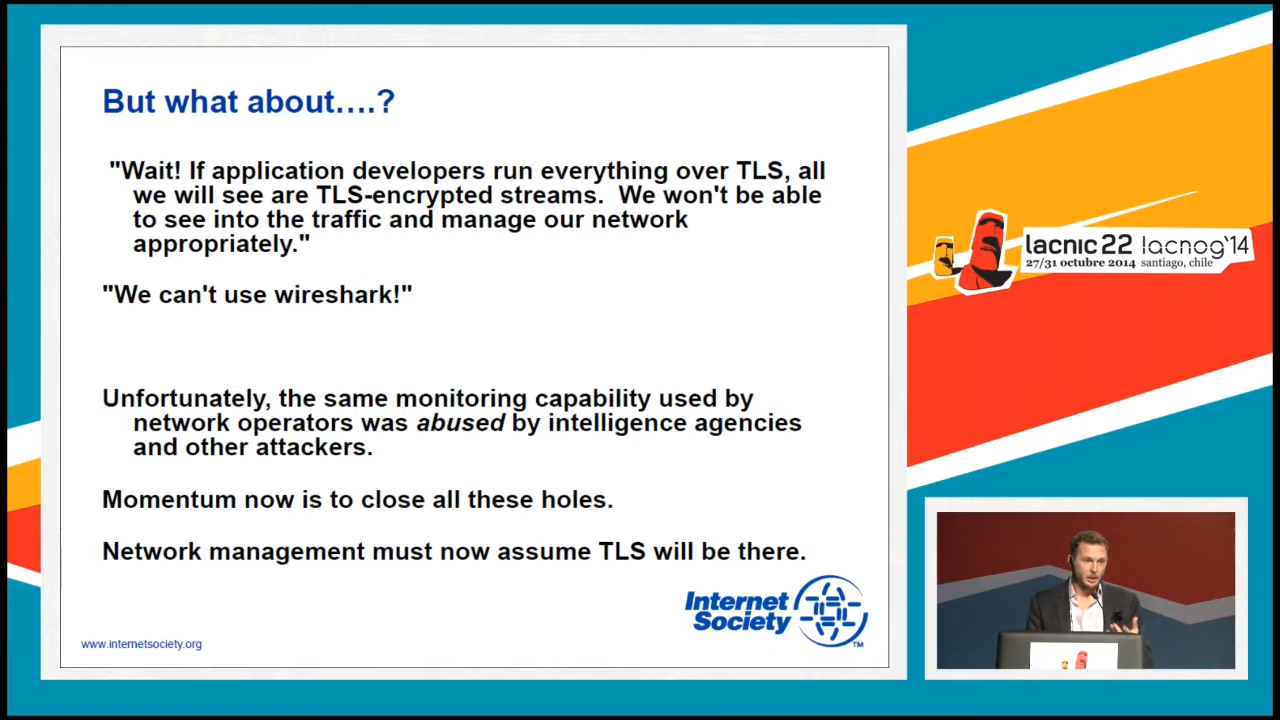 But what about….?
"Wait! If application developers run everything over TLS, all
we will see are TLS-encrypted streams.  We won't be able
to see into the traffic and manage our network
appropriately."
"We can't use wireshark!"
Unfortunately, the same monitoring capability used by
network operators was abused by intelligence agencies
and other attackers.
Momentum now is to close all these holes.
Network management must now assume TLS will be there.
Internet
Society
TM
www.internetsociety.org
lacnic 22 lacnog'14
27/31 octubre 2014 santiago, chile